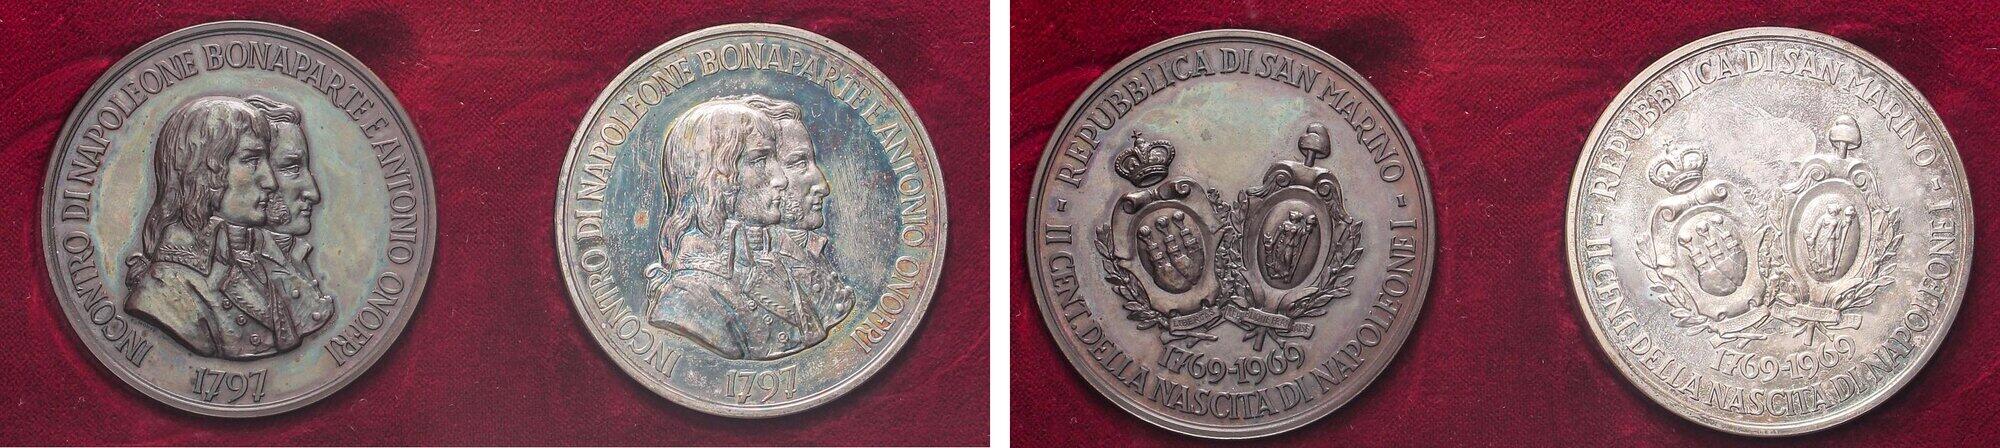 INCONTRO DI NAPOLEONE BONAPARTE E ANTONIO ONOFRI
1797
INCONTRO DI NAPOLEONE BONAPARTE E ANTONIO ONOFRI
1797
REPUBBLICA DI SAN MARINO - I E II CENT. DELLA NASCITA DI NAPOLEONE
LIBERTAS
1769-1969
REPUBBLICA DI SAN MARINO - I E II CENT. DELLA NASCITA DI NAPOLEONE
1769-1969